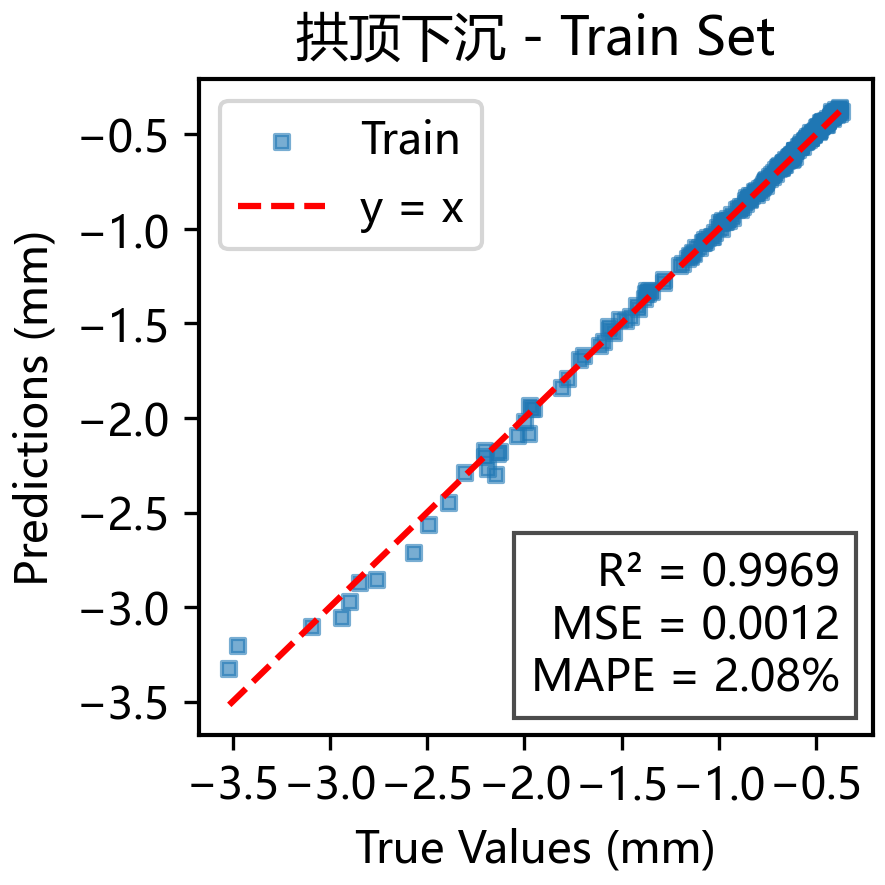 拱顶下沉 - Train Set
Train
y = x
Predictions (mm)
−0.5
−1.0
−1.5
−2.0
−2.5
−3.0
−3.5
R² = 0.9969
MSE = 0.0012
MAPE = 2.08%
−3.5 −3.0 −2.5 −2.0 −1.5 −1.0 −0.5
True Values (mm)